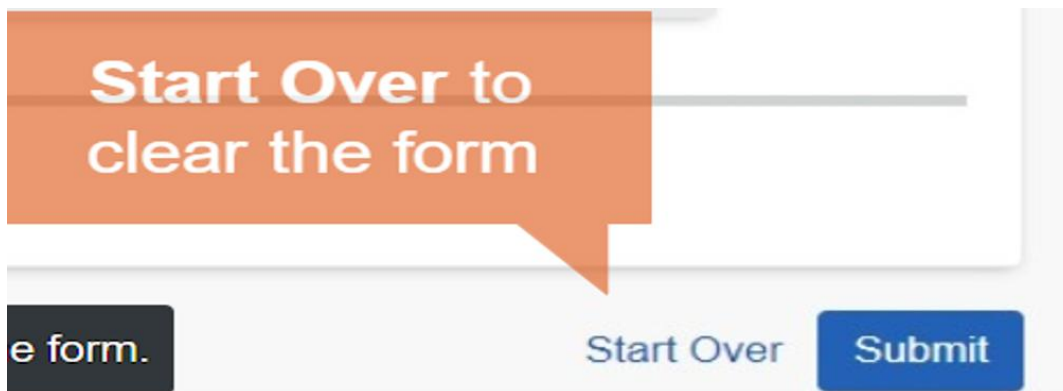 Start Over to
clear the form
e form.
Start Over
Submit